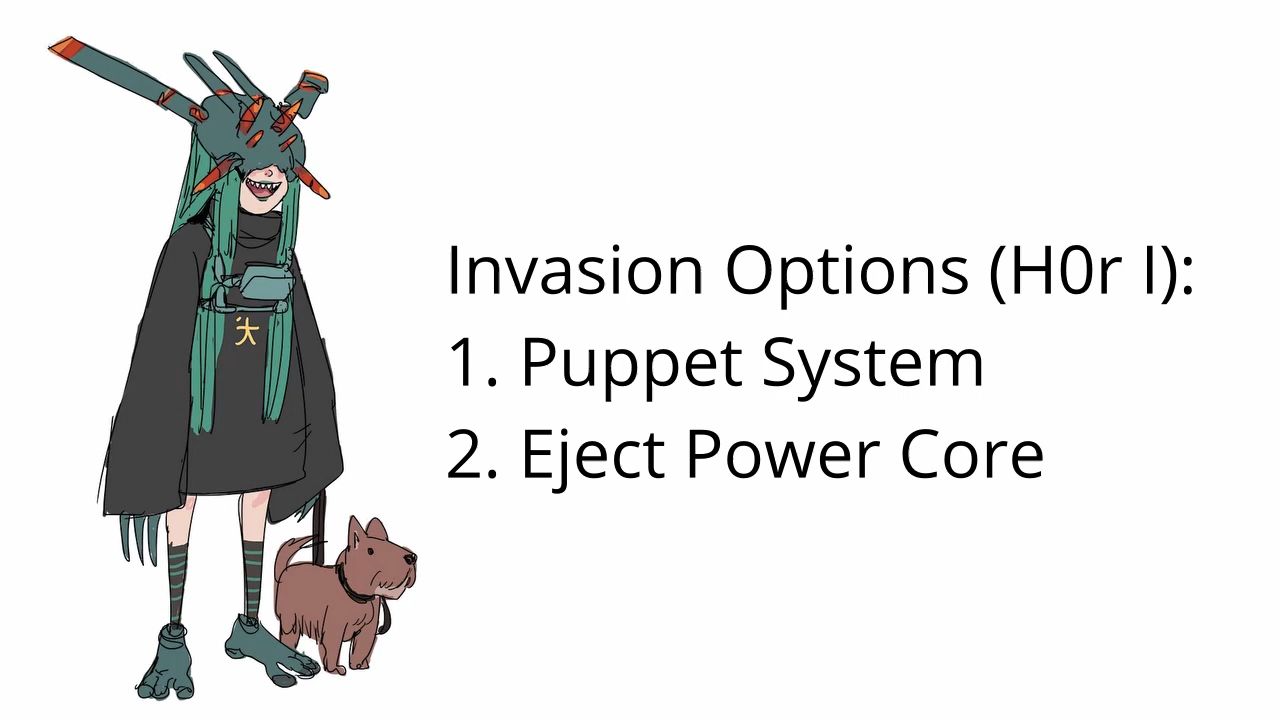 Invasion Options (H0r I):
1. Puppet System
2. Eject Power Core